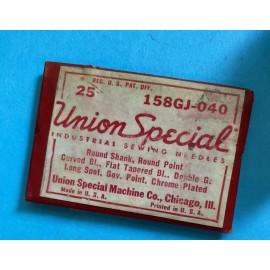 REG. U. S. PAT. OFF.
25 158GJ-040
Union Special
INDUSTRIAL SEWING NEEDLES
Round Shank, Round Point
Curved Bl., Flat Tapered Bl., Double G.
Long Spot, Gov. Point, Chrome Plated
Union Special Machine Co., Chicago, Ill.
Made in U. S. A. Printed in U. S. A.